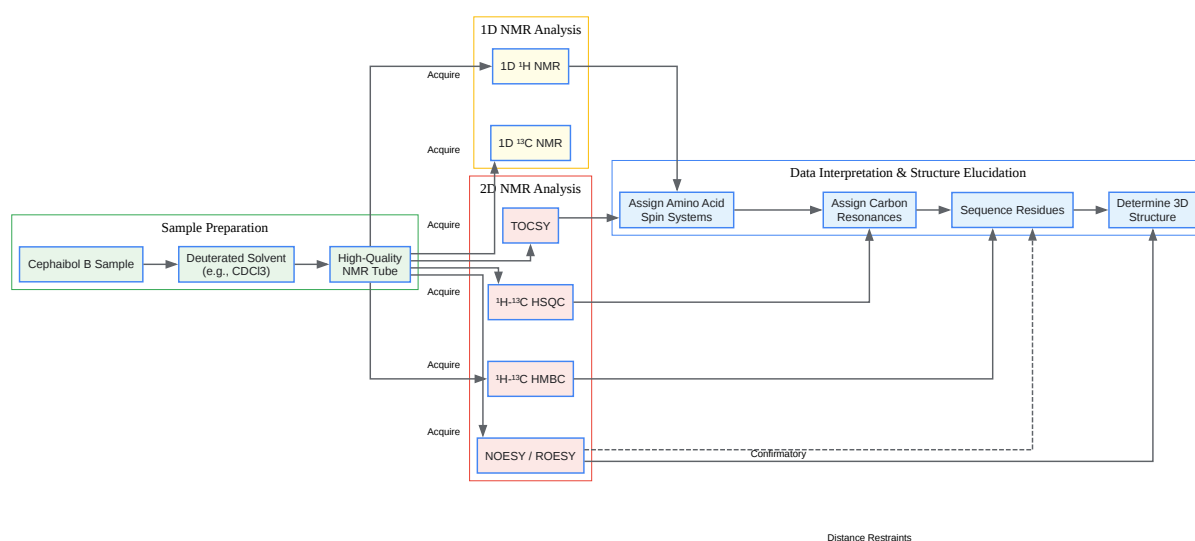 1D NMR Analysis
1D ¹H NMR
Acquire
1D ¹³C NMR
Acquire
Data Interpretation & Structure Elucidation
2D NMR Analysis
Assign Amino Acid
Spin Systems
Assign Carbon
Resonances
Sequence Residues
Determine 3D
Structure
TOCSY
Acquire
Sample Preparation
Cephaibol B Sample
Deuterated Solvent
(e.g., CDCl3)
High-Quality
NMR Tube
Acquire
¹H-¹³C HSQC
Acquire
¹H-¹³C HMBC
Acquire
NOESY / ROESY
Confirmatory
Distance Restraints